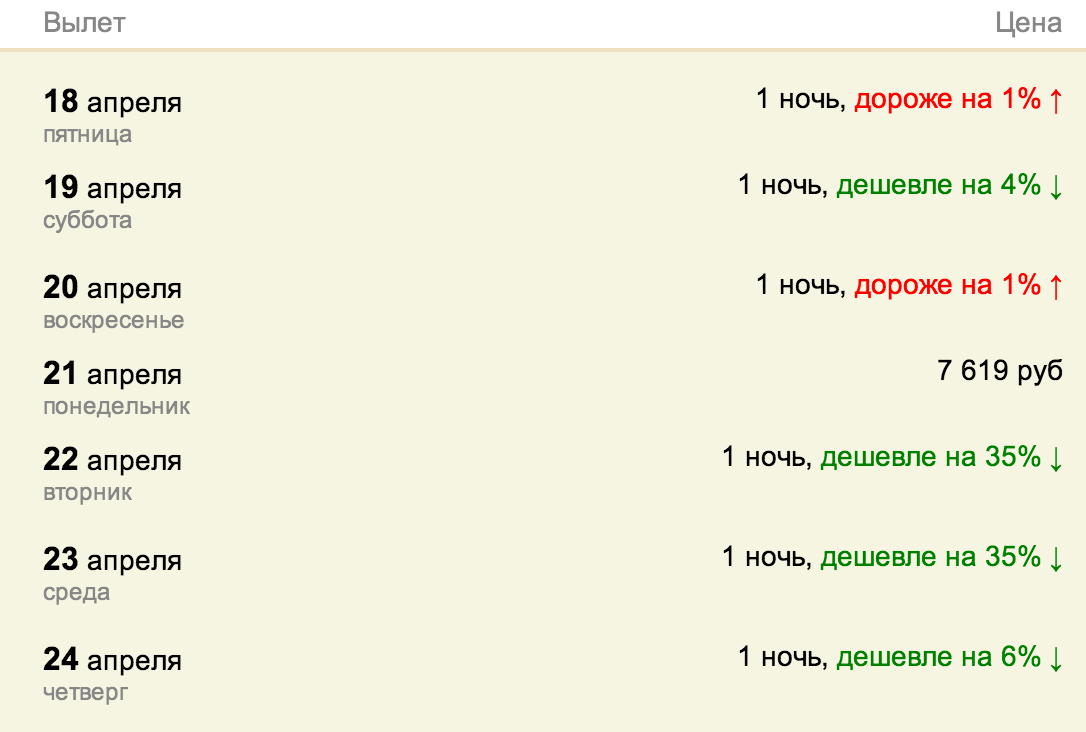 Вылет Цена
18 апреля 1 ночь, дороже на 1% ↑
пятница
19 апреля 1 ночь, дешевле на 4% ↓
суббота
20 апреля 1 ночь, дороже на 1% ↑
воскресенье
21 апреля 7 619 руб
понедельник
22 апреля 1 ночь, дешевле на 35% ↓
вторник
23 апреля 1 ночь, дешевле на 35% ↓
среда
24 апреля 1 ночь, дешевле на 6% ↓
четверг